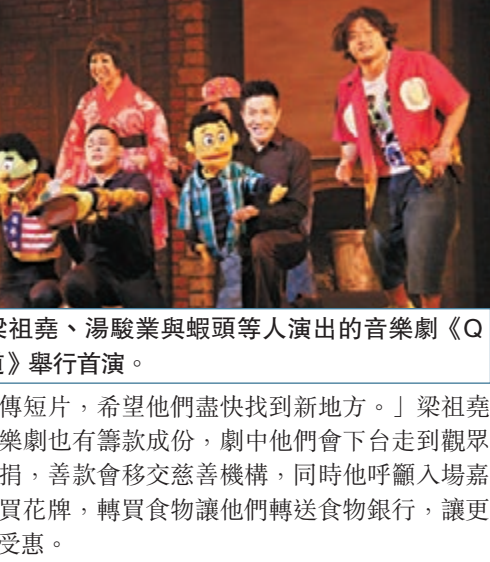 梁祖堯、湯駿業與蝦頭等人演出的音樂劇《Q
道》舉行首演。
傳短片，希望他們盡快找到新地方。」梁祖堯
樂劇也有籌款成份，劇中他們會下台走到觀眾
捐，善款會移交慈善機構，同時他呼籲入場嘉
買花牌，轉買食物讓他們轉送食物銀行，讓更
受惠。